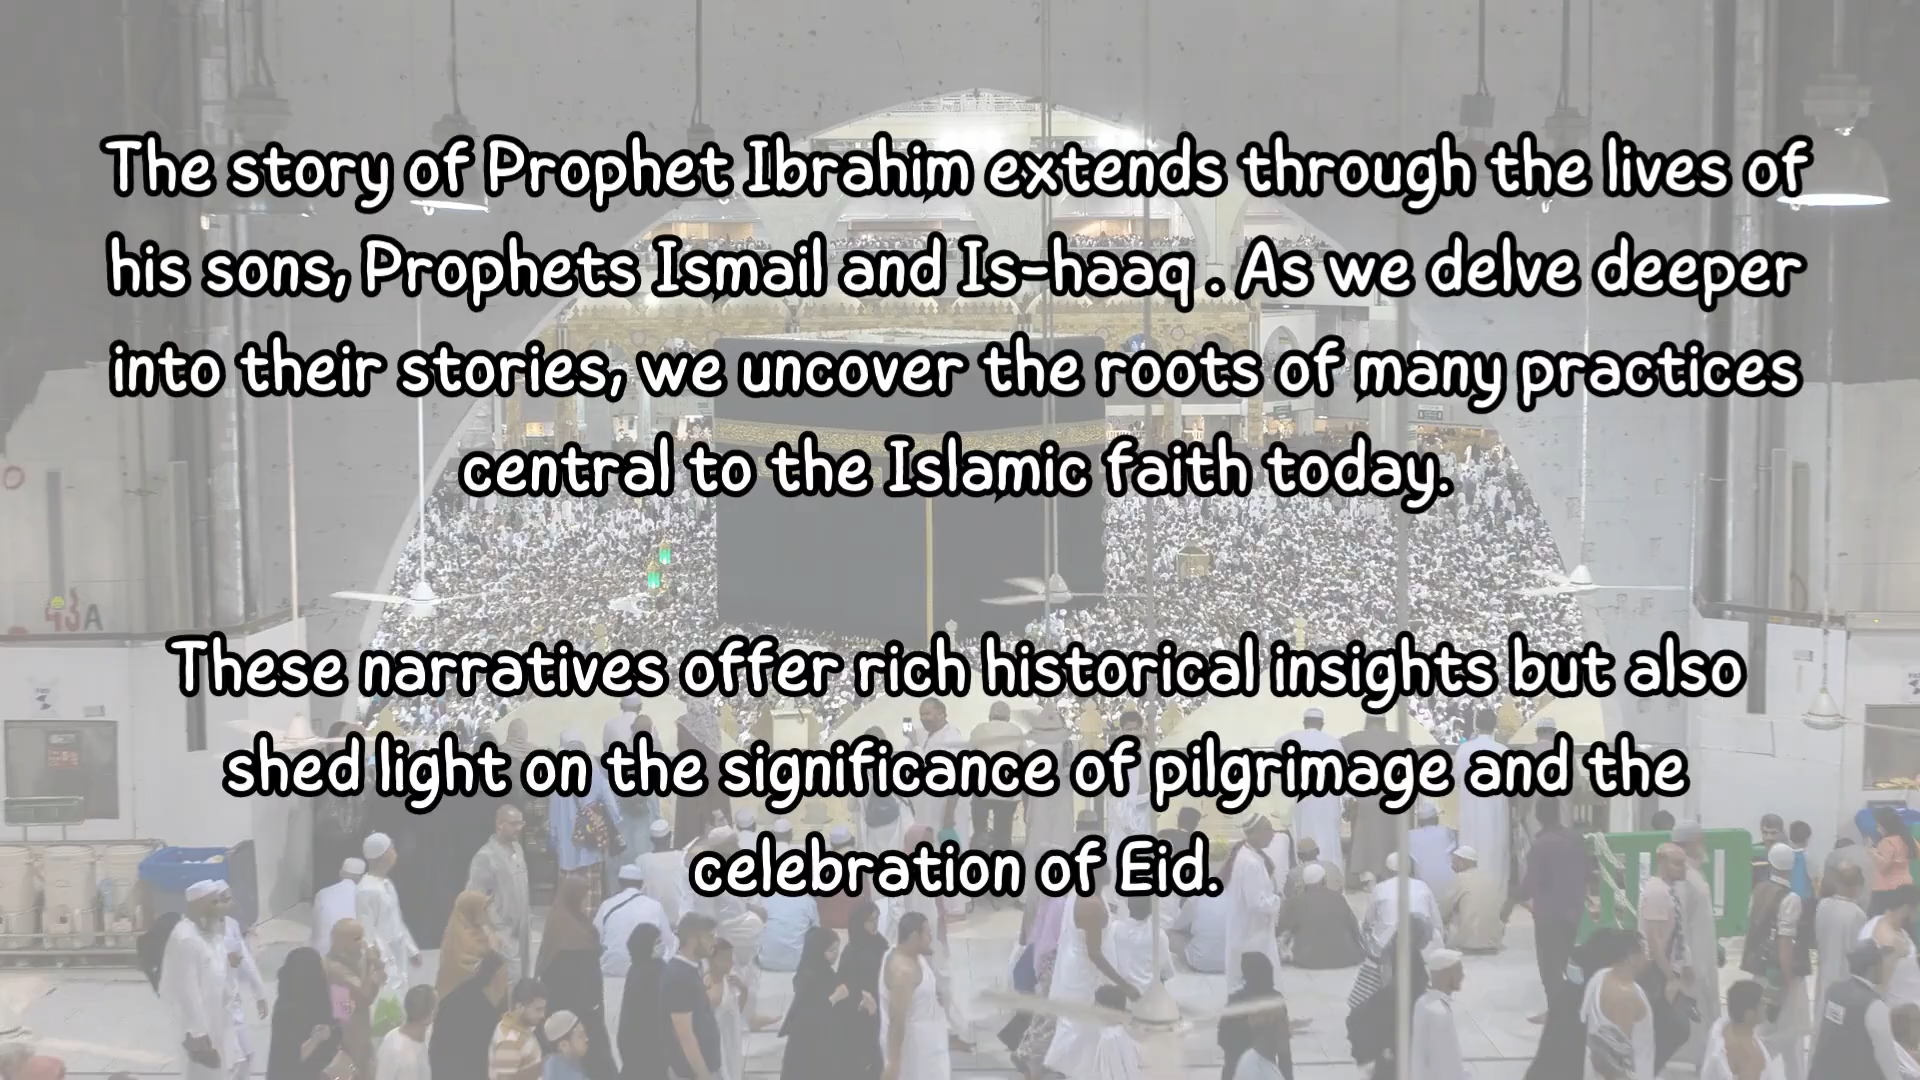 The story of Prophet Ibrahim extends through the lives of
his sons, Prophets Ismail and Is-haaq . As we delve deeper
into their stories, we uncover the roots of many practices
central to the Islamic faith today.
These narratives offer rich historical insights but also
shed light on the significance of pilgrimage and the
celebration of Eid.
43A